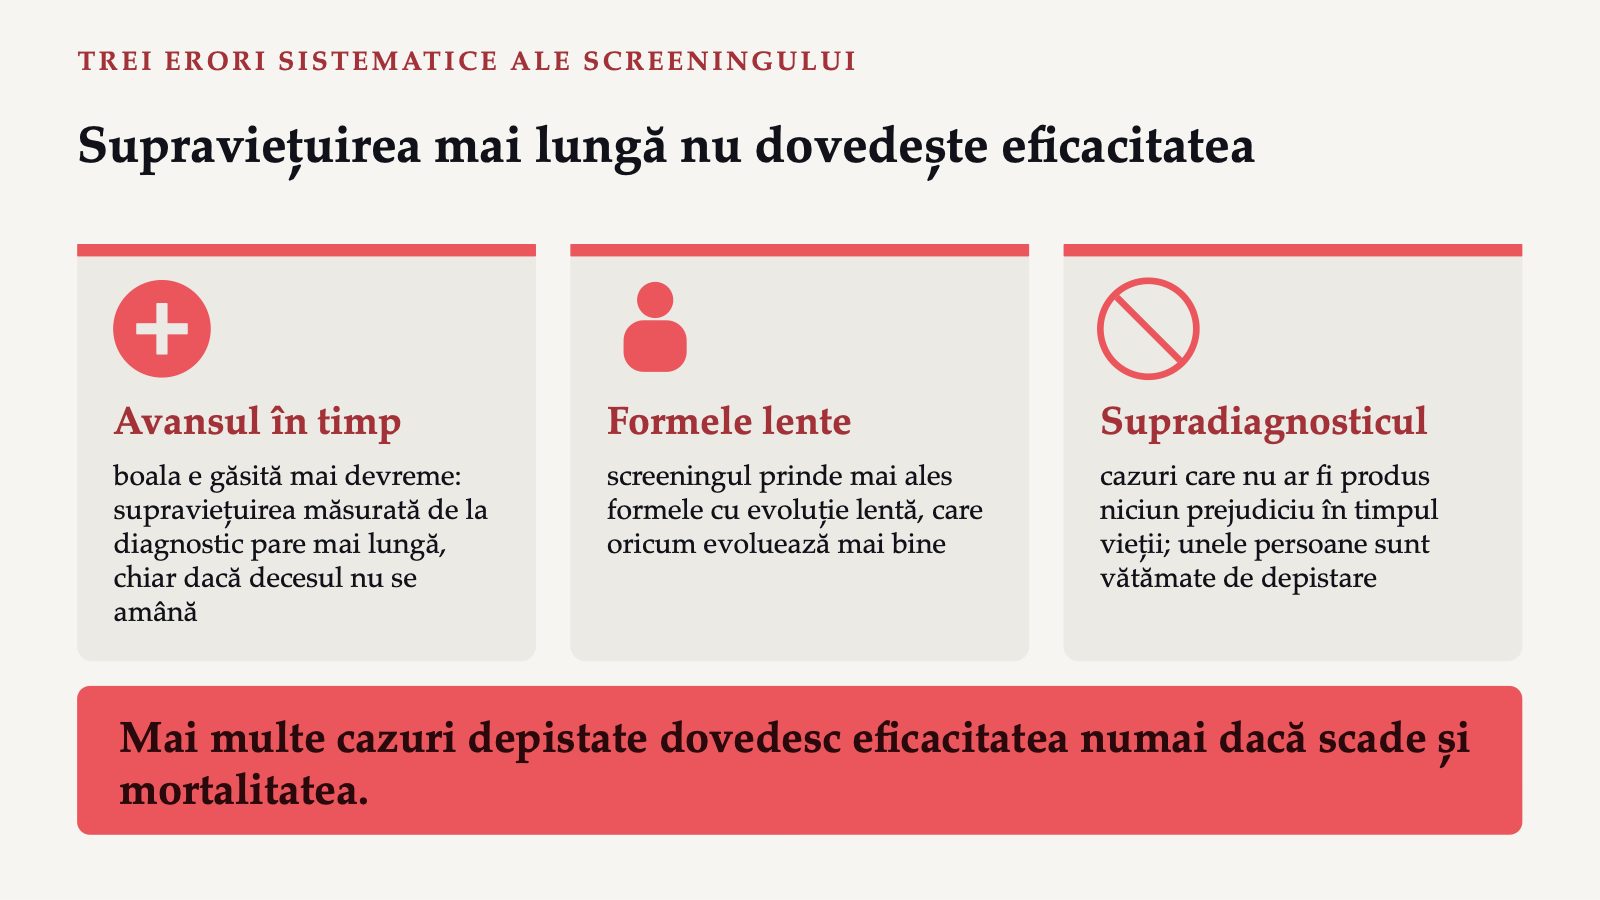 TREI ERORI SISTEMATICE ALE SCREENINGULUI
Supraviețuirea mai lungă nu dovedește eficacitatea
Avansul în timp
boala e găsită mai devreme:
supraviețuirea măsurată de la
diagnostic pare mai lungă,
chiar dacă decesul nu se
amână
Formele lente
screeningul prinde mai ales
formele cu evoluție lentă, care
oricum evoluează mai bine
Supradiagnosticul
cazuri care nu ar fi produs
niciun prejudiciu în timpul
vieții; unele persoane sunt
vătămate de depistare
Mai multe cazuri depistate dovedesc eficacitatea numai dacă scade și
mortalitatea.